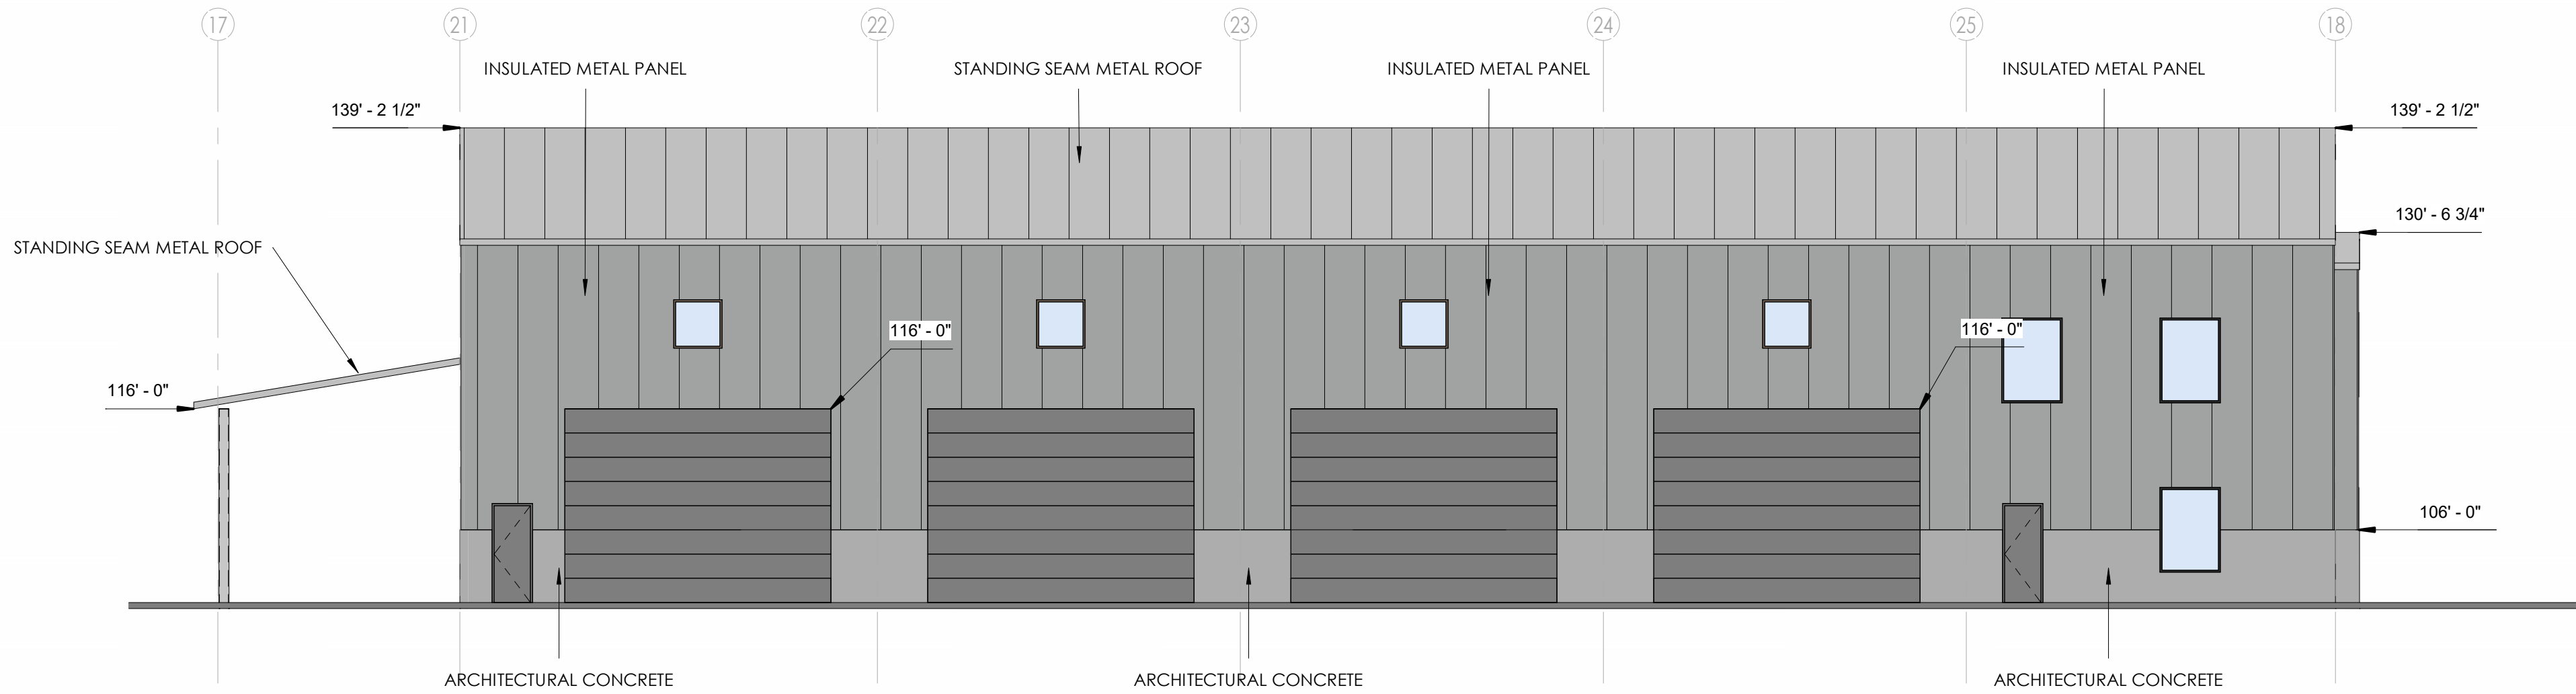 17
21
22
23
24
25
18
INSULATED METAL PANEL
STANDING SEAM METAL ROOF
INSULATED METAL PANEL
INSULATED METAL PANEL
139' - 2 1/2"
139' - 2 1/2"
130' - 6 3/4"
STANDING SEAM METAL ROOF
116' - 0"
116' - 0"
116' - 0"
106' - 0"
ARCHITECTURAL CONCRETE
ARCHITECTURAL CONCRETE
ARCHITECTURAL CONCRETE